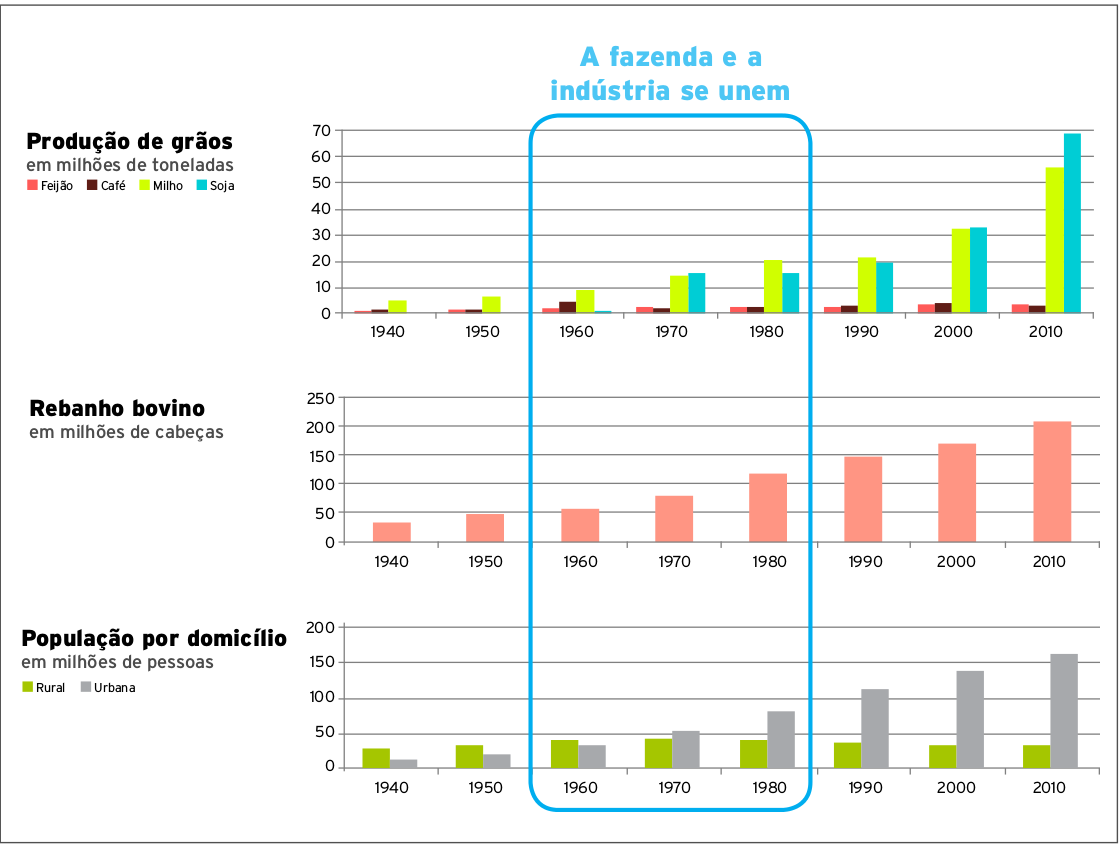 A fazenda e a
indústria se unem
Produção de grãos
em milhões de toneladas
Feijão Café Milho Soja
70
60
50
40
30
20
10
0
1940 1950 1960 1970 1980 1990 2000 2010
Rebanho bovino
em milhões de cabeças
250
200
150
100
50
0
1940 1950 1960 1970 1980 1990 2000 2010
População por domicílio
em milhões de pessoas
Rural Urbana
200
150
100
50
0
1940 1950 1960 1970 1980 1990 2000 2010